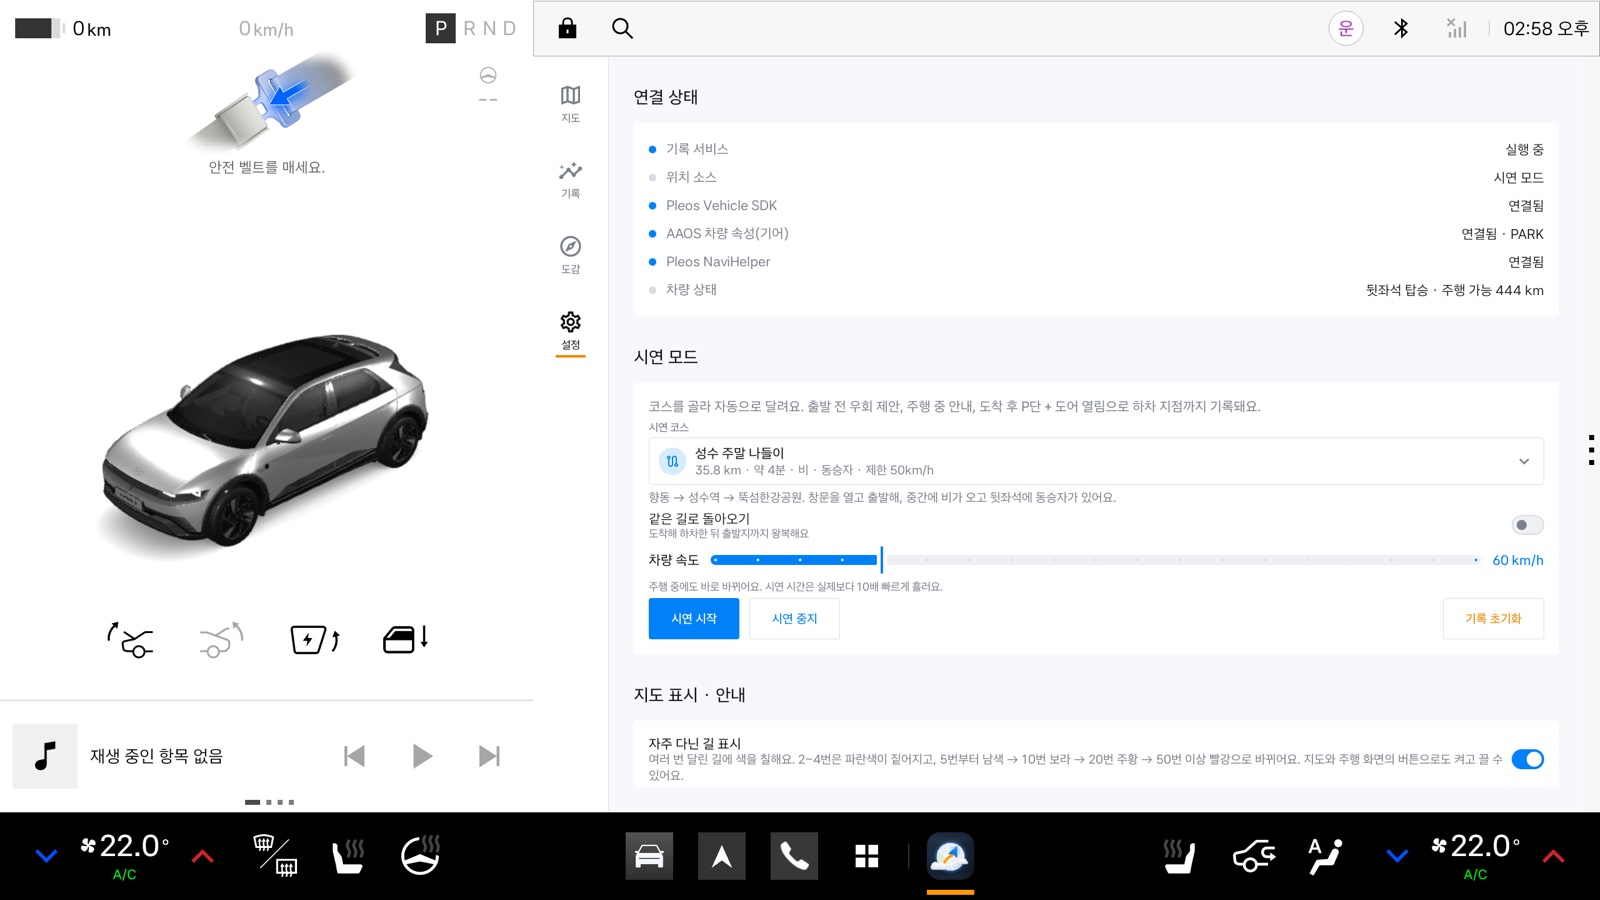 0 km
0 km/h
P R N D
운
02:58 오후
--
안전 벨트를 매세요.
지도
기록
도감
설정
연결 상태
기록 서비스
실행 중
위치 소스
시연 모드
Pleos Vehicle SDK
연결됨
AAOS 차량 속성(기어)
연결됨 · PARK
Pleos NaviHelper
연결됨
차량 상태
뒷좌석 탑승 · 주행 가능 444 km
시연 모드
코스를 골라 자동으로 달려요. 출발 전 우회 제안, 주행 중 안내, 도착 후 P단 + 도어 열림으로 하차 지점까지 기록돼요.
시연 코스
성수 주말 나들이
35.8 km · 약 4분 · 비 · 동승자 · 제한 50km/h
향동 → 성수역 → 뚝섬한강공원. 창문을 열고 출발해, 중간에 비가 오고 뒷좌석에 동승자가 있어요.
같은 길로 돌아오기
도착해 하차한 뒤 출발지까지 왕복해요
차량 속도
60 km/h
주행 중에도 바로 바뀌어요. 시연 시간은 실제보다 10배 빠르게 흘러요.
시연 시작
시연 중지
기록 초기화
지도 표시 · 안내
자주 다닌 길 표시
여러 번 달린 길에 색을 칠해요. 2~4번은 파란색이 짙어지고, 5번부터 남색 → 10번 보라 → 20번 주황 → 50번 이상 빨강으로 바뀌어요. 지도와 주행 화면의 버튼으로도 켜고 끌 수
있어요.
재생 중인 항목 없음
22.0°
A/C
A
22.0°
A/C